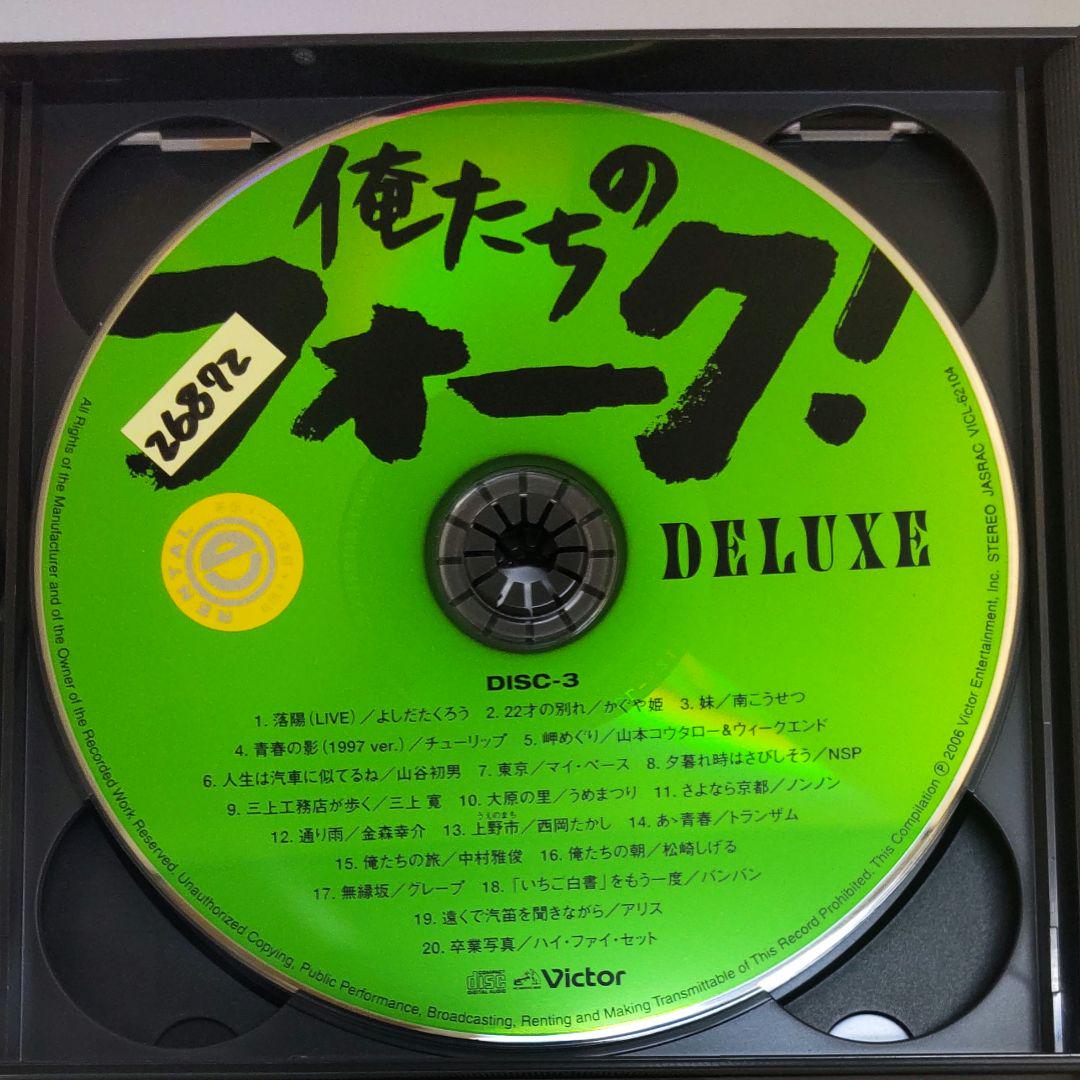 俺たちの
フォーク!
26872
RENTAL
DELUXE
DISC-3
1. 落陽(LIVE)／よしだたくろう 2. 22才の別れ／かぐや姫 3. 妹／南こうせつ
4. 青春の影(1997 ver.)／チューリップ 5. 岬めぐり／山本コウタロー&ウィークエンド
6. 人生は汽車に似てるね／山谷初男 7. 東京／マイ・ペース 8. 夕暮れ時はさびしそう／NSP
9. 三上工務店が歩く／三上 寛 10. 大原の里／うめまつり 11. さよなら京都／ノンノン
うえのまち
12. 通り雨／金森幸介 13. 上野市／西岡たかし 14. あゝ青春／トランザム
15. 俺たちの旅／中村雅俊 16. 俺たちの朝／松崎しげる
17. 無縁坂／グレープ 18. 「いちご白書」をもう一度／バンバン
19. 遠くで汽笛を聞きながら／アリス
20. 卒業写真／ハイ・ファイ・セット
COMPACT disc DIGITAL AUDIO Victor
All Rights of the Manufacturer and of the Owner of the Recorded Work Reserved. Unauthorized Copying, Public Performance, Broadcasting, Renting and Making Transmittable of This Record Prohibited. This Compilation ℗ 2006 Victor Entertainment, Inc. STEREO JASRAC VICL-62104